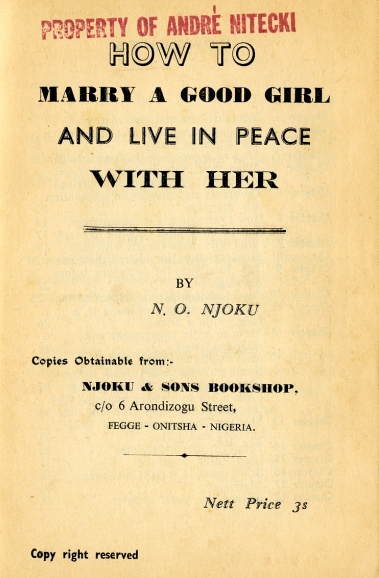 PROPERTY OF ANDRÉ NITECKI
HOW TO
MARRY A GOOD GIRL
AND LIVE IN PEACE
WITH HER
BY
N. O. NJOKU
Copies Obtainable from:-
NJOKU & SONS BOOKSHOP,
c/o 6 Arondizogu Street,
FEGGE - ONITSHA - NIGERIA.
Nett Price 3s
Copy right reserved